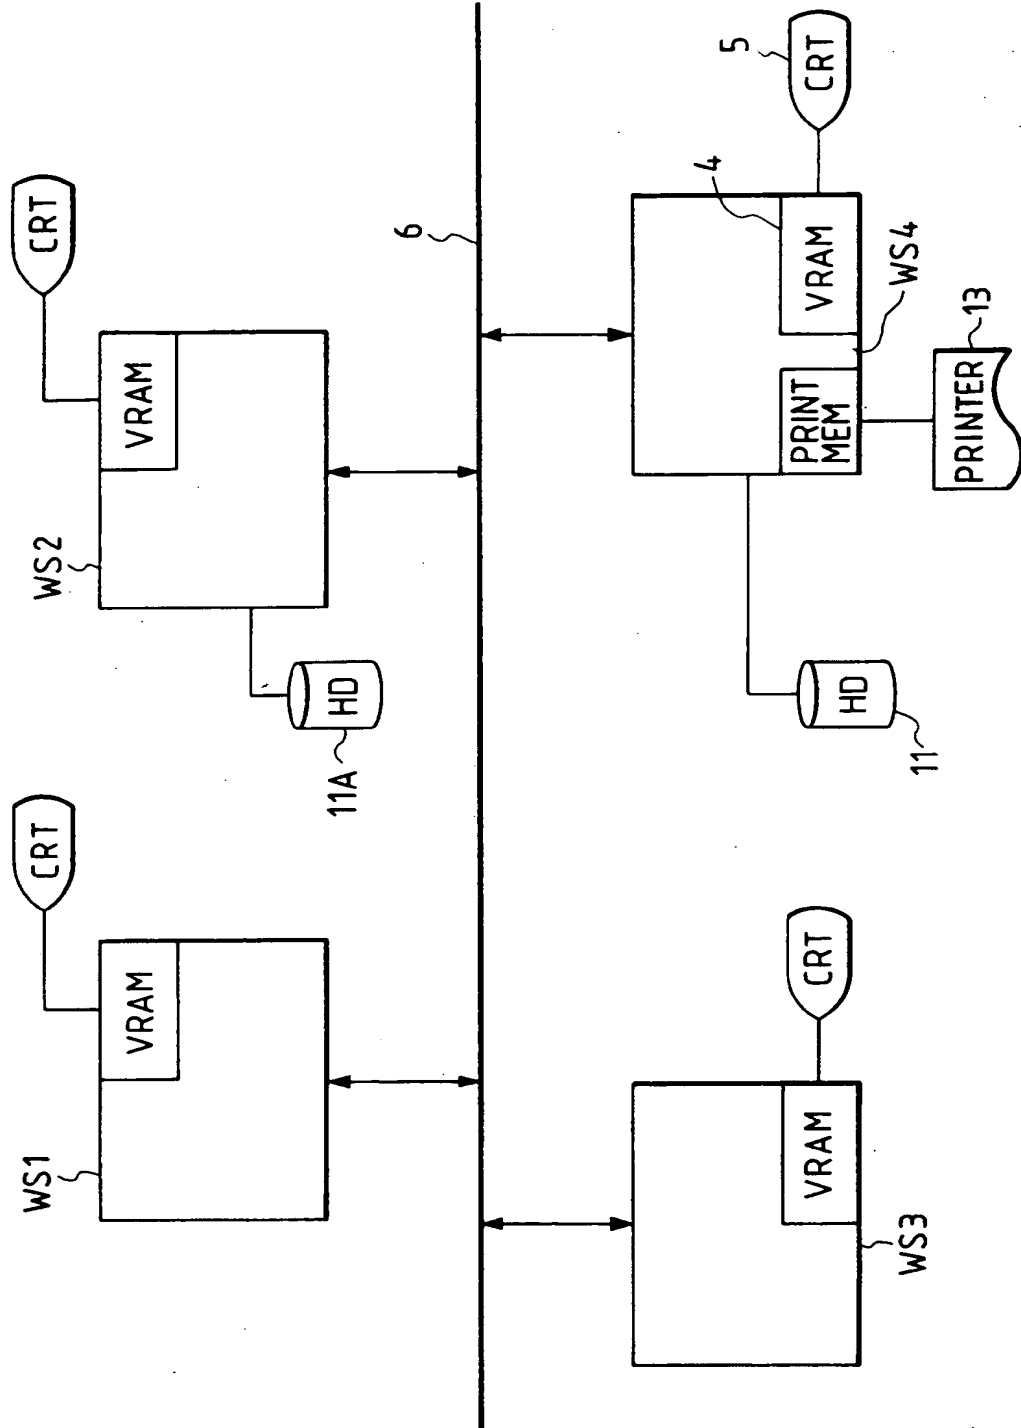 WS1
VRAM
CRT
WS2
VRAM
CRT
11A
HD
6
WS3
VRAM
CRT
11
HD
PRINT
MEM
VRAM
4
WS4
CRT
5
PRINTER
13